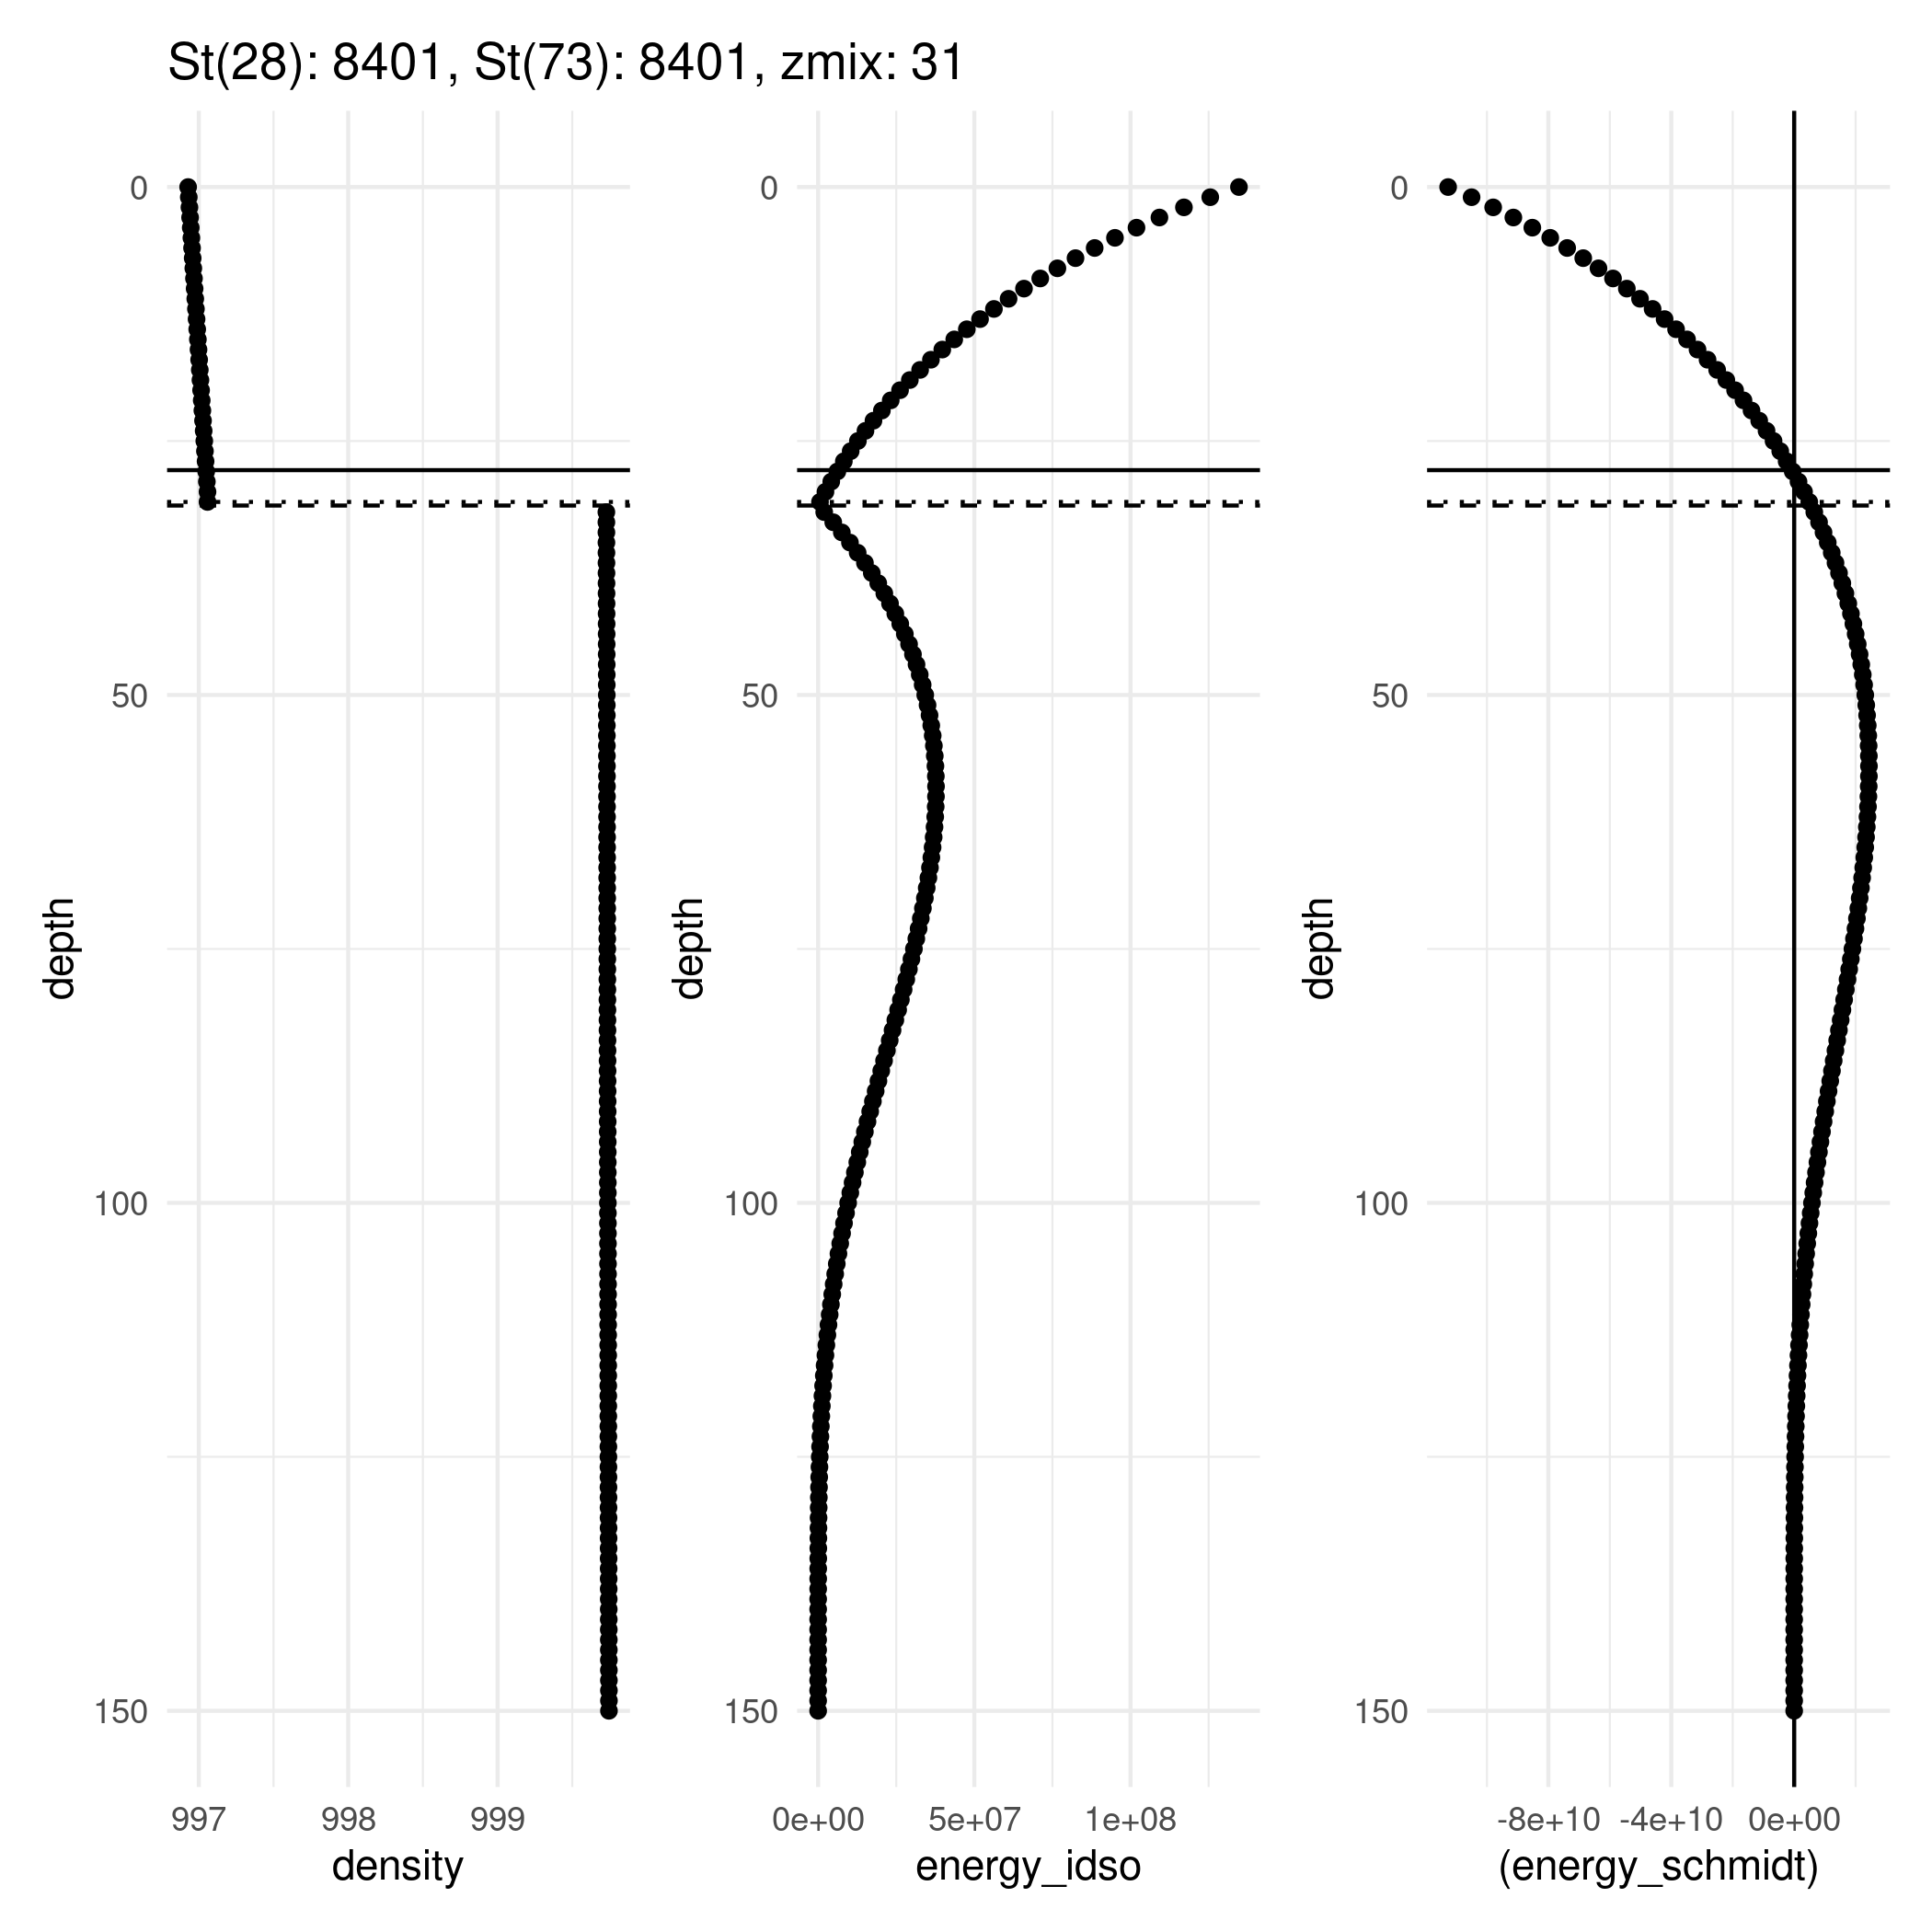 St(28): 8401, St(73): 8401, zmix: 31
0
50
100
150
depth
997
998
999
density
0
50
100
150
depth
0e+00
5e+07
1e+08
energy_idso
0
50
100
150
depth
-8e+10
-4e+10
0e+00
(energy_schmidt)